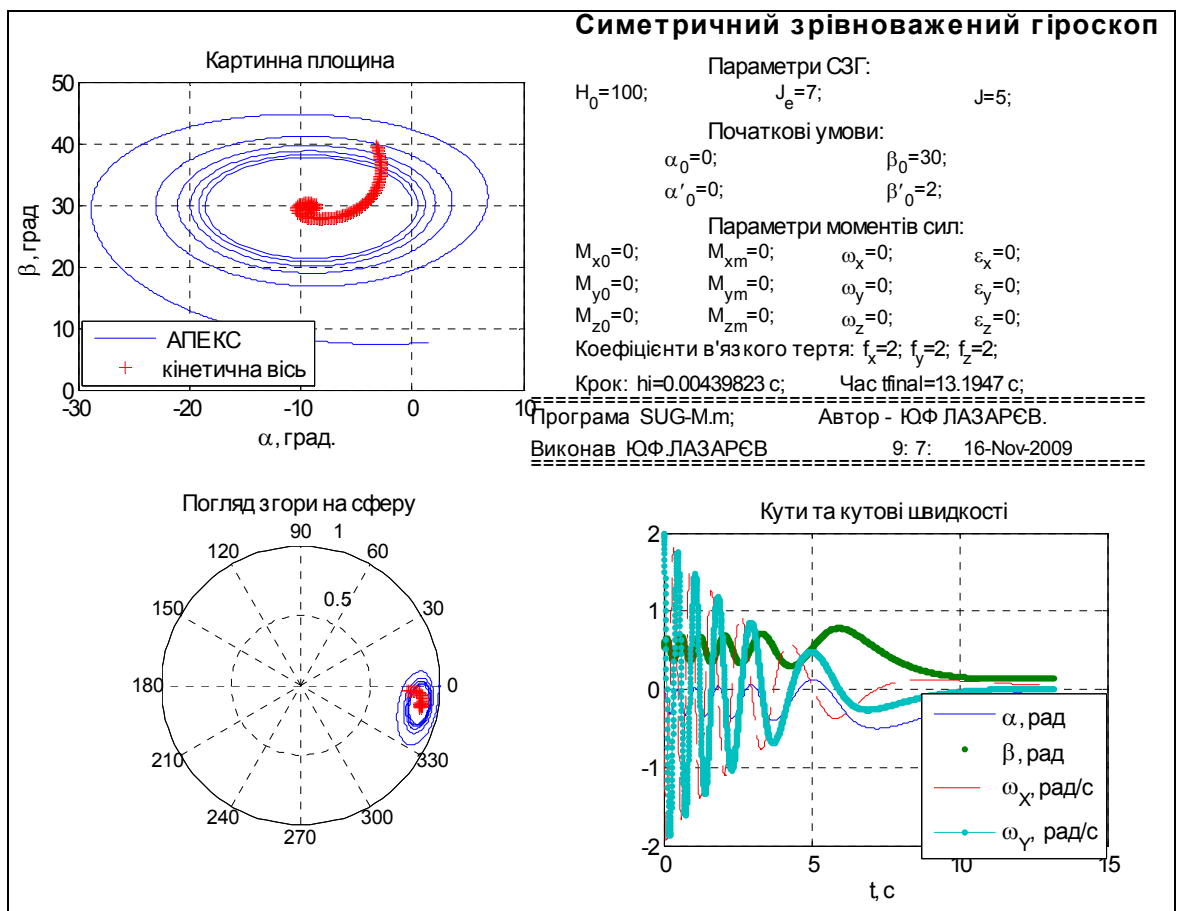 Симетричний зрівноважений гіроскоп
Картинна площина
50
40
30
20
10
0
-30
-20
-10
0
10
β, град
α, град.
АПЕКС
кінетична вісь
Параметри СЗГ:
H0=100; Je=7; J=5;
Початкові умови:
α0=0; β0=30;
α'0=0; β'0=2;
Параметри моментів сил:
Mx0=0; Mxm=0; ωx=0; εx=0;
My0=0; Mym=0; ωy=0; εy=0;
Mz0=0; Mzm=0; ωz=0; εz=0;
Коефіцієнти в'язкого тертя: fx=2; fy=2; fz=2;
Крок: hi=0.00439823 с; Час tfinal=13.1947 с;
==========================================================
Програма SUG-M.m; Автор - Ю.Ф ЛАЗАРЄВ.
Виконав Ю.Ф.ЛАЗАРЄВ 9: 7: 16-Nov-2009
==========================================================
Погляд з гори на сферу
90
1
120
60
0.5
150
30
180
0
210
330
240
300
270
Кути та кутові швидкості
2
1
0
-1
-2
0
5
10
15
t, c
α, рад
β, рад
ωX, рад/с
ωY, рад/с